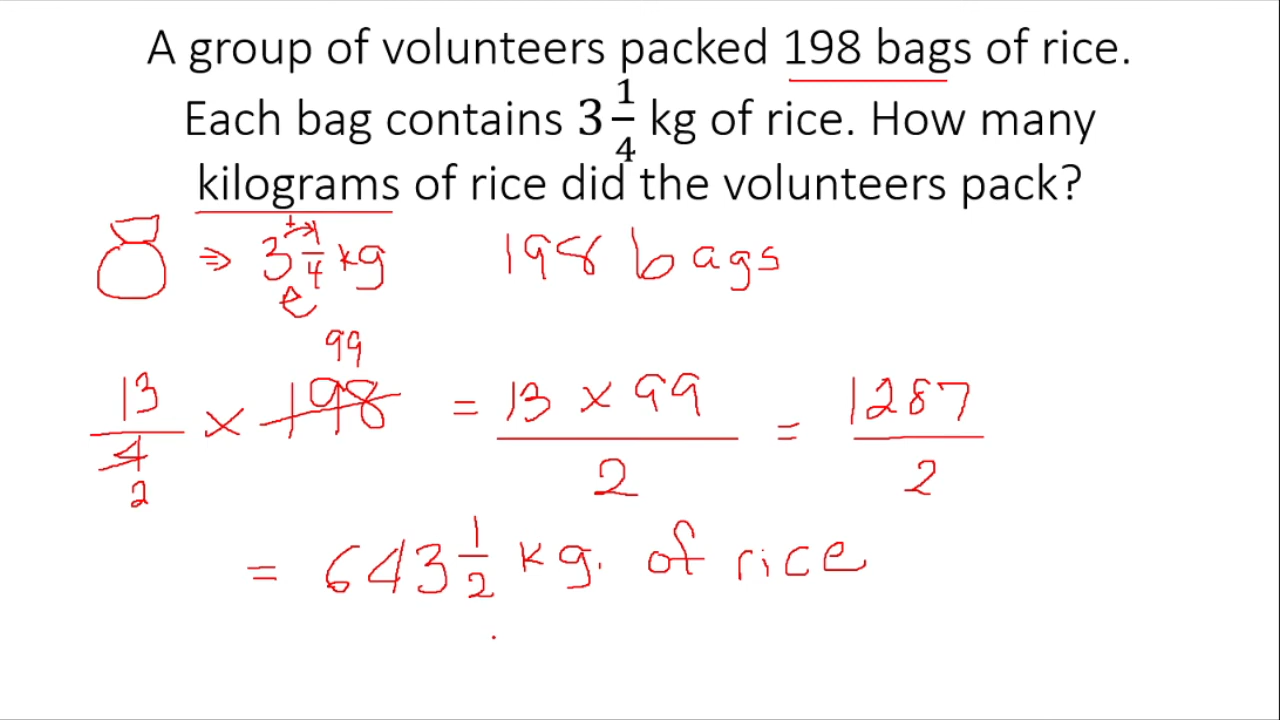 A group of volunteers packed 198 bags of rice.
Each bag contains 3 1/4 kg of rice. How many
kilograms of rice did the volunteers pack?
⇒ 3 1/4 kg 198 bags
99
13/4 × 198 = 13 × 99/2 = 1287/2
2
= 643 1/2 kg. of rice